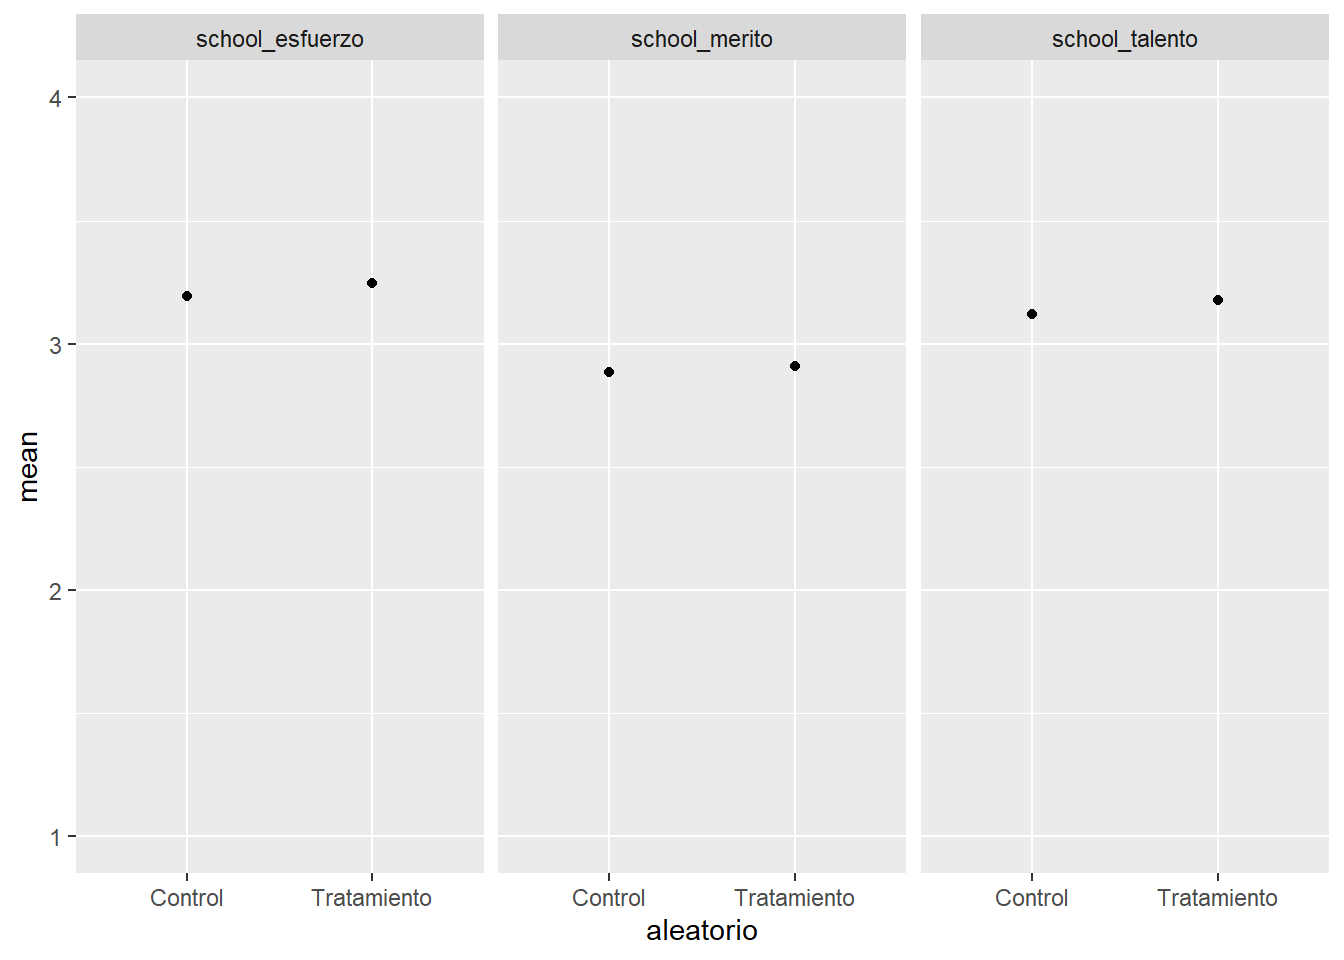 school_esfuerzo school_merito school_talento
4
3
2
1
mean
Control Tratamiento Control Tratamiento Control Tratamiento
aleatorio